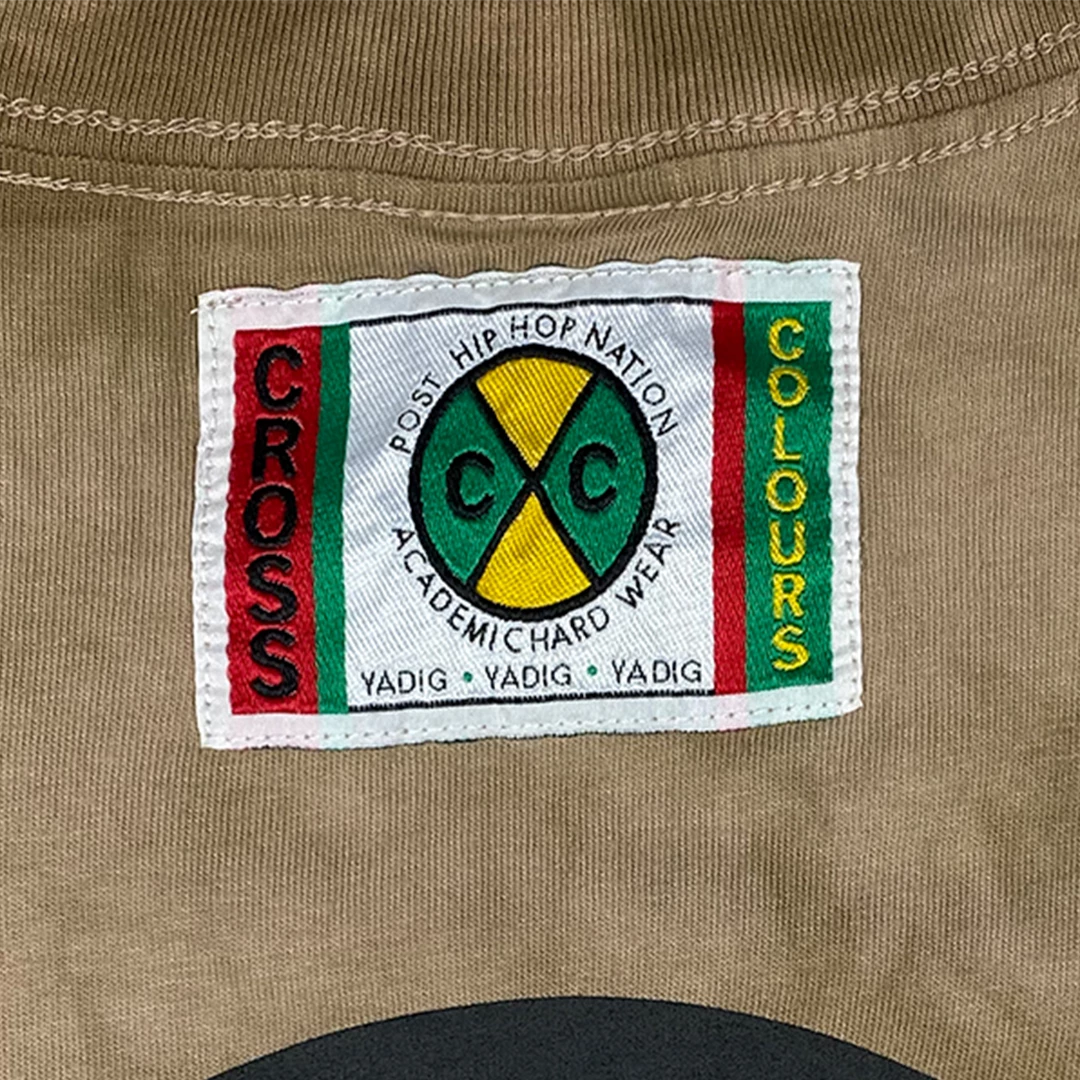 CROSS
POST HIP HOP NATION
C C
ACADEMIC HARD WEAR
YADIG • YADIG • YADIG
COLOURS